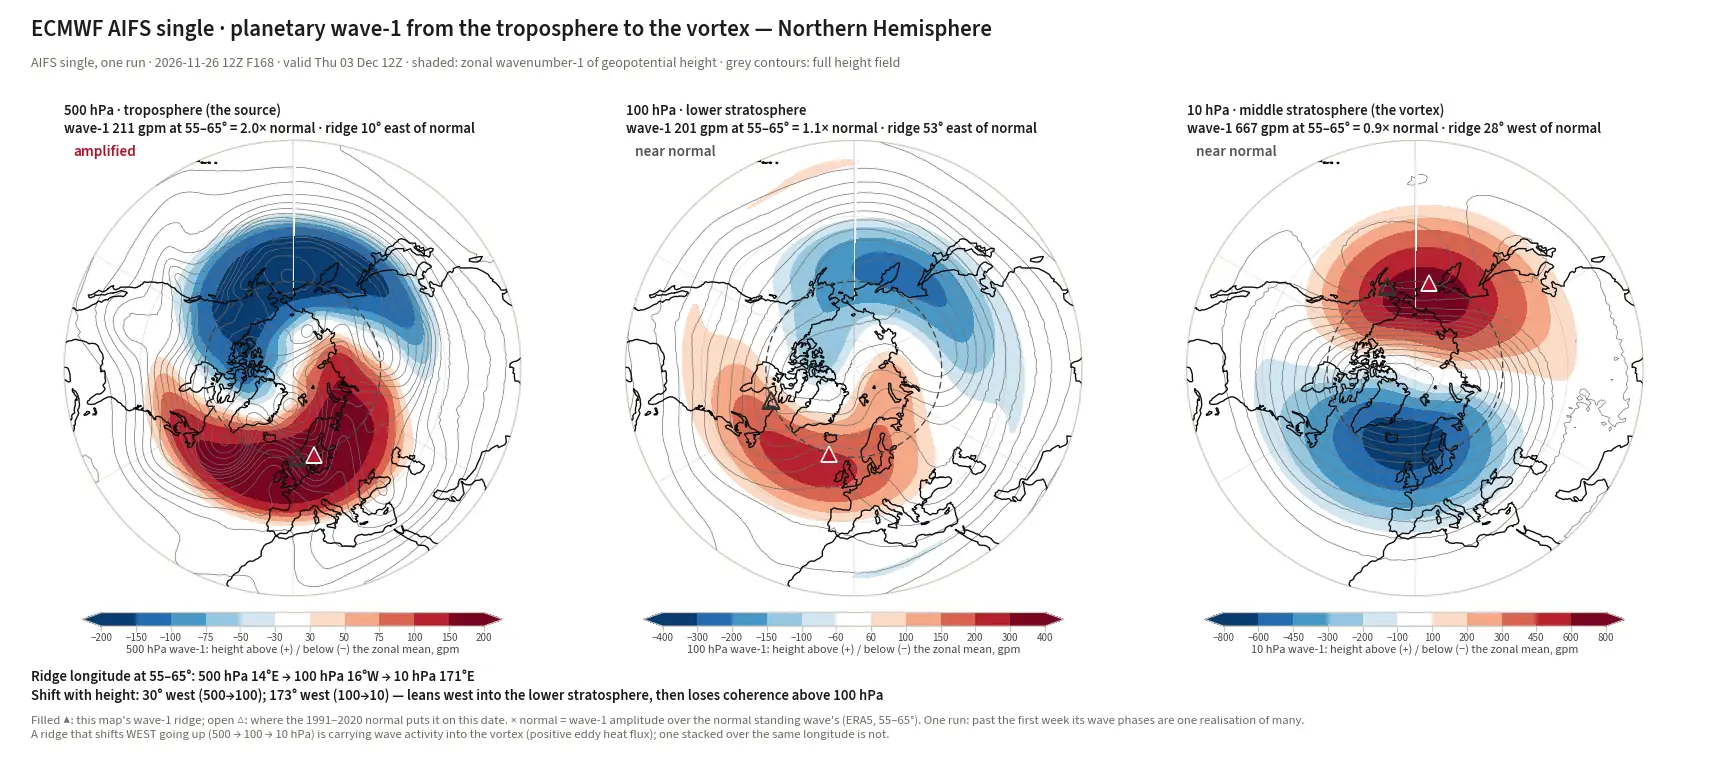 ECMWF AIFS single · planetary wave-1 from the troposphere to the vortex — Northern Hemisphere
AIFS single, one run · 2026-11-26 12Z F168 · valid Thu 03 Dec 12Z · shaded: zonal wavenumber-1 of geopotential height · grey contours: full height field
500 hPa · troposphere (the source)
wave-1 211 gpm at 55–65° = 2.0× normal · ridge 10° east of normal
amplified
100 hPa · lower stratosphere
wave-1 201 gpm at 55–65° = 1.1× normal · ridge 53° east of normal
near normal
10 hPa · middle stratosphere (the vortex)
wave-1 667 gpm at 55–65° = 0.9× normal · ridge 28° west of normal
near normal
−200 −150 −100 −75 −50 −30 30 50 75 100 150 200
500 hPa wave-1: height above (+) / below (−) the zonal mean, gpm
−400 −300 −200 −150 −100 −60 60 100 150 200 300 400
100 hPa wave-1: height above (+) / below (−) the zonal mean, gpm
−800 −600 −450 −300 −200 −100 100 200 300 450 600 800
10 hPa wave-1: height above (+) / below (−) the zonal mean, gpm
Ridge longitude at 55–65°: 500 hPa 14°E → 100 hPa 16°W → 10 hPa 171°E
Shift with height: 30° west (500→100); 173° west (100→10) — leans west into the lower stratosphere, then loses coherence above 100 hPa
Filled ▲: this map's wave-1 ridge; open △: where the 1991–2020 normal puts it on this date. × normal = wave-1 amplitude over the normal standing wave's (ERA5, 55–65°). One run: past the first week its wave phases are one realisation of many.
A ridge that shifts WEST going up (500 → 100 → 10 hPa) is carrying wave activity into the vortex (positive eddy heat flux); one stacked over the same longitude is not.